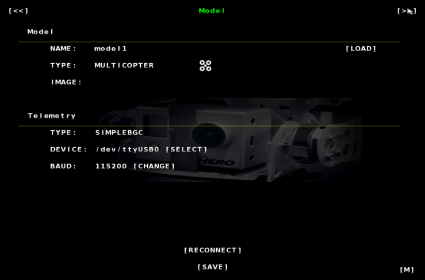 [<<] Model [>>]
Model
NAME: model1 [LOAD]
TYPE: MULTICOPTER
IMAGE:
Telemetry
TYPE: SIMPLEBGC
DEVICE: /dev/ttyUSB0 [SELECT]
BAUD: 115200 [CHANGE]
HERO
[RECONNECT]
[SAVE]
[M]